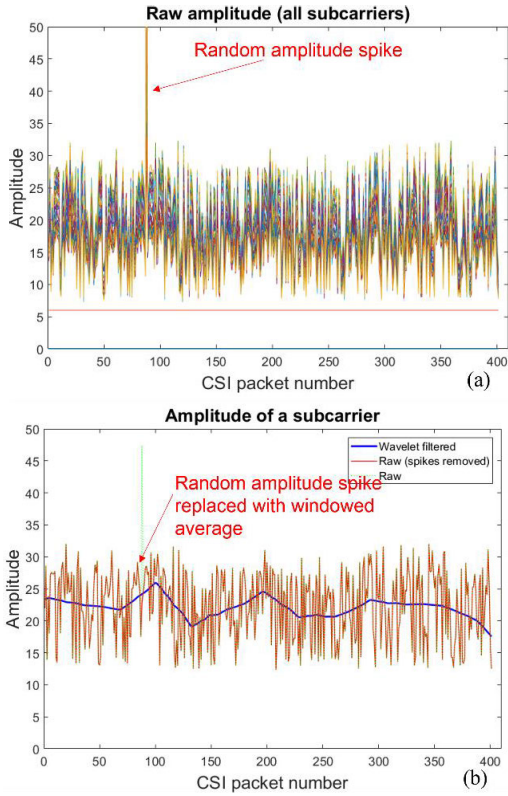 Raw amplitude (all subcarriers)
50
45
40
35
30
25
20
15
10
5
0
Amplitude
Random amplitude spike
0 50 100 150 200 250 300 350 400
CSI packet number
(a)
Amplitude of a subcarrier
50
45
40
35
30
25
20
15
10
5
0
Amplitude
Wavelet filtered
Raw (spikes removed)
Raw
Random amplitude spike
replaced with windowed
average
0 50 100 150 200 250 300 350 400
CSI packet number
(b)